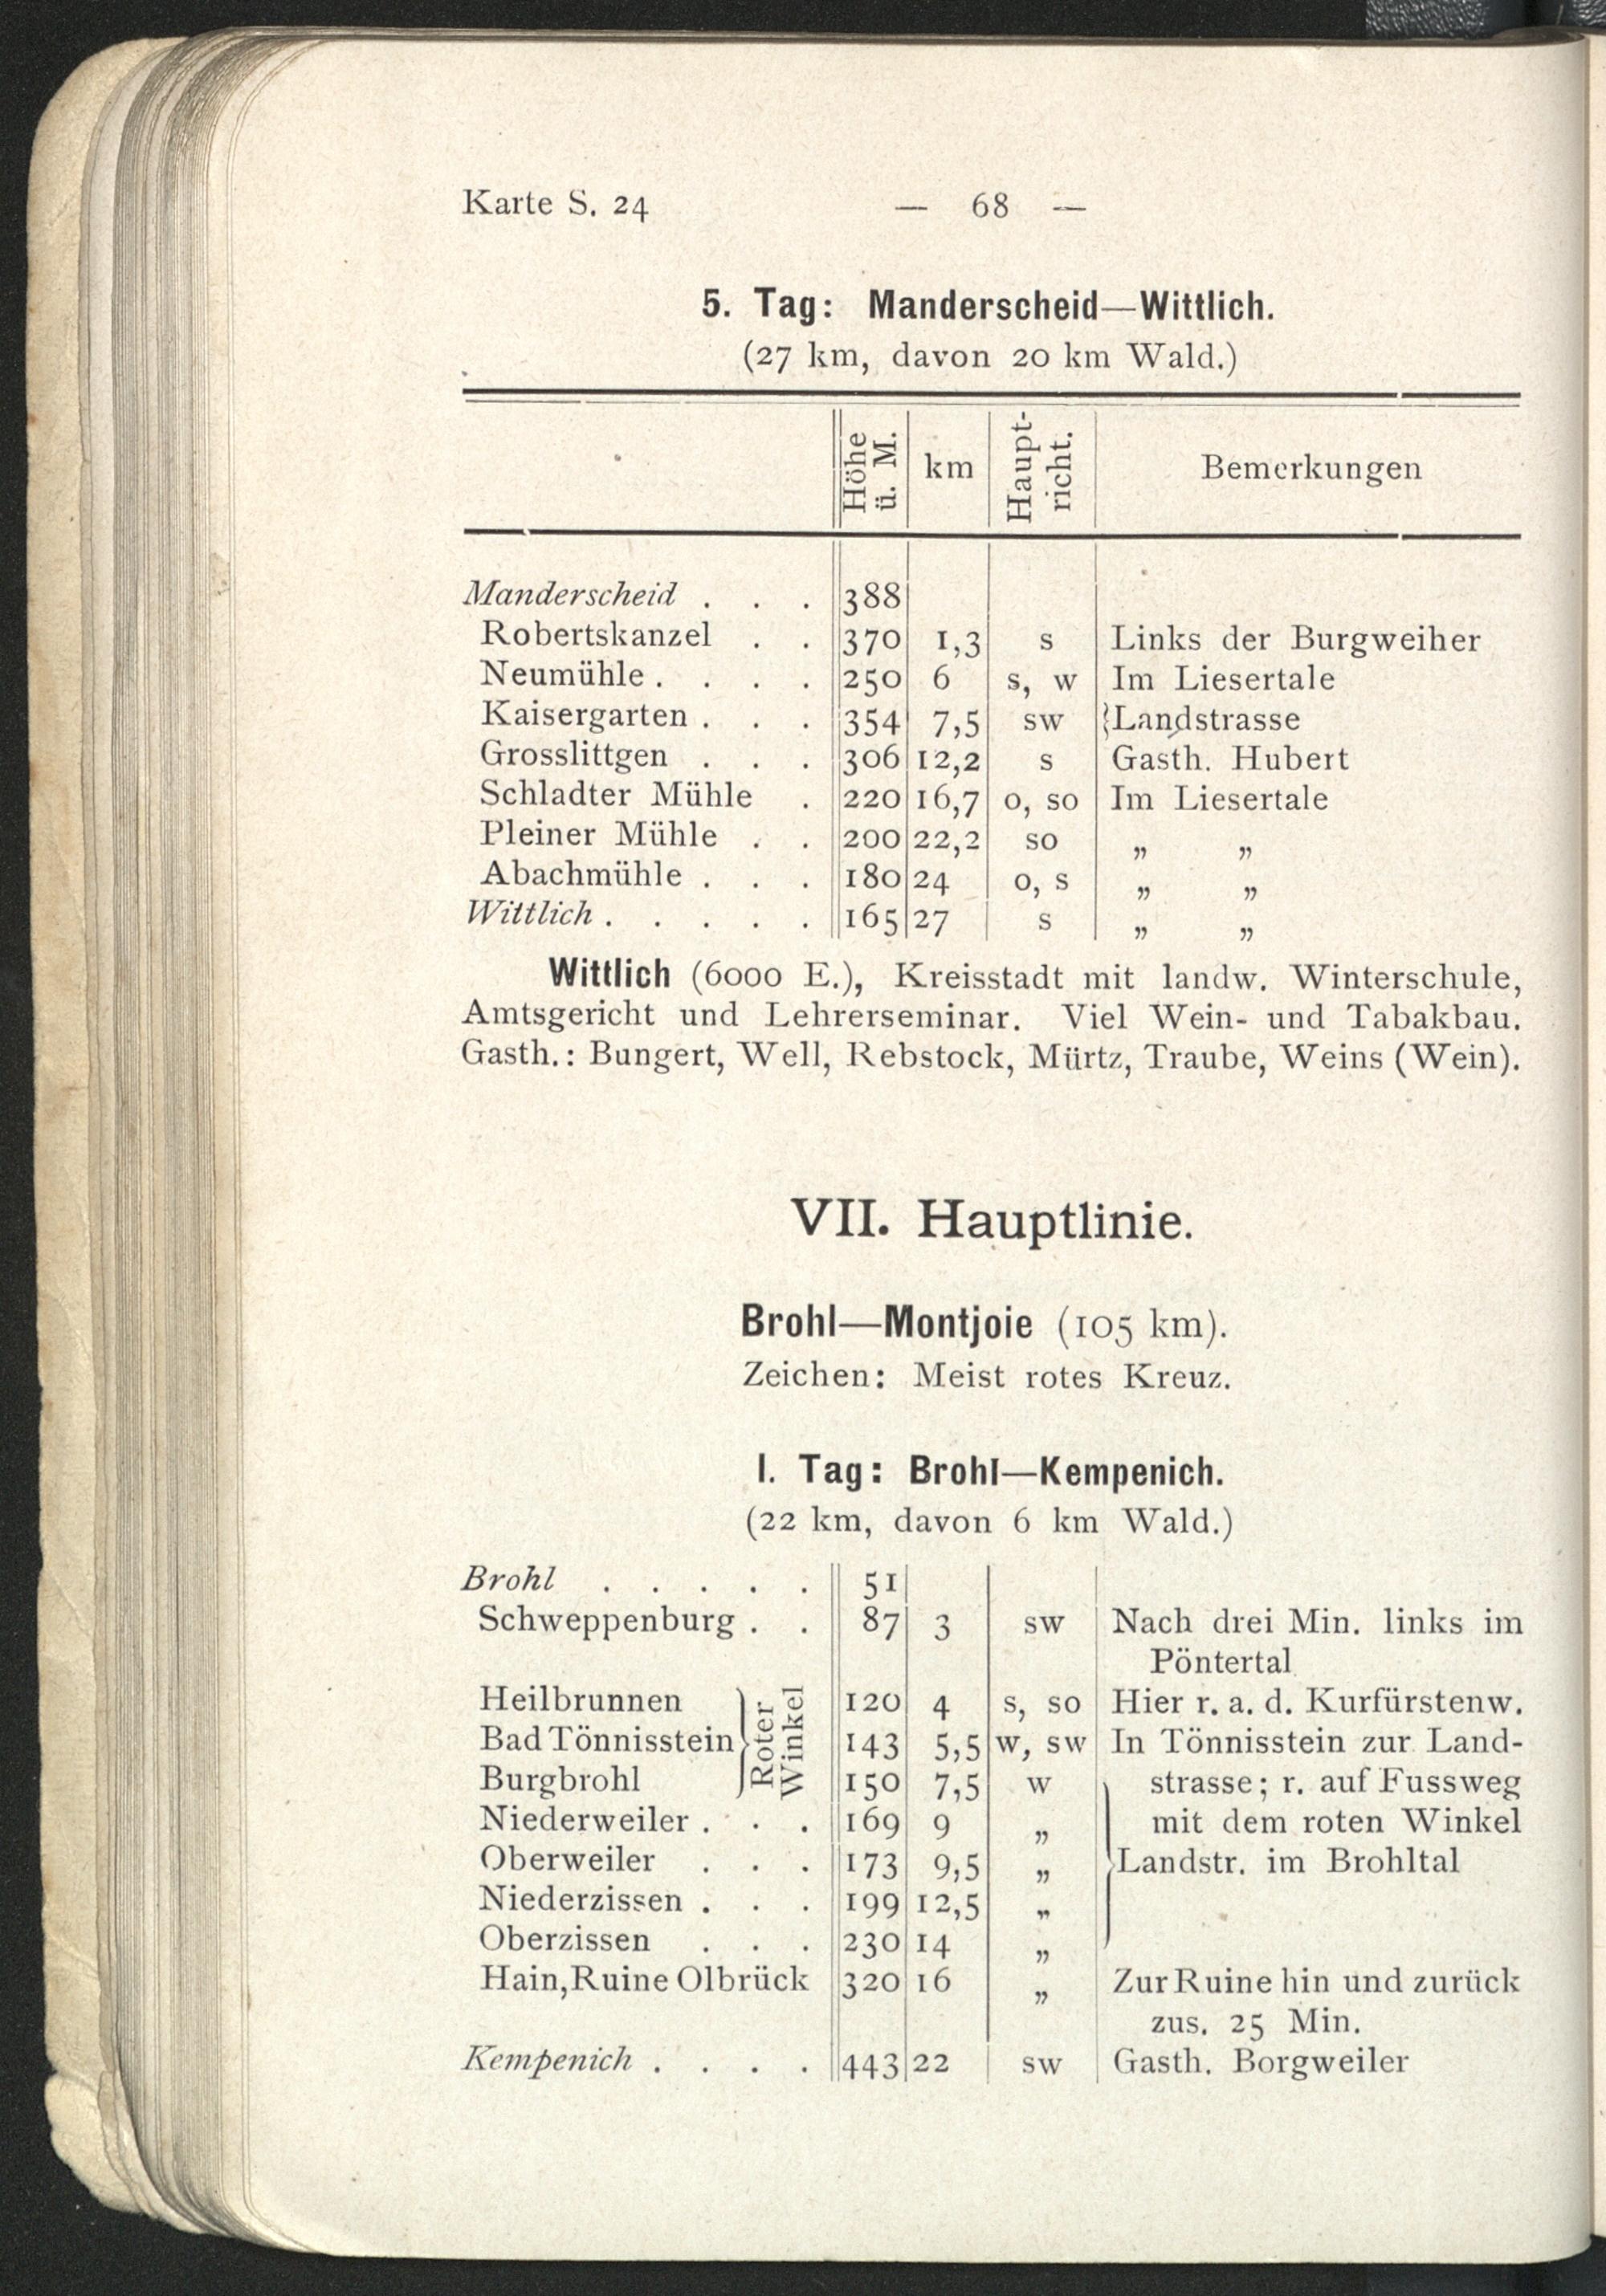 Karte S. 24 — 68 —
5. Tag: Manderscheid—Wittlich.
(27 km, davon 20 km Wald.)
Höhe ü. M. km Haupt-richt. Bemerkungen
Manderscheid . . . 388
Robertskanzel . . 370 1,3 s Links der Burgweiher
Neumühle . . . . 250 6 s, w Im Liesertale
Kaisergarten . . . 354 7,5 sw }Landstrasse
Grosslittgen . . . 306 12,2 s Gasth. Hubert
Schladter Mühle . 220 16,7 o, so Im Liesertale
Pleiner Mühle . . 200 22,2 so „ „
Abachmühle . . . 180 24 o, s „ „
Wittlich . . . . . 165 27 s „ „
Wittlich (6000 E.), Kreisstadt mit landw. Winterschule,
Amtsgericht und Lehrerseminar. Viel Wein- und Tabakbau.
Gasth.: Bungert, Well, Rebstock, Mürtz, Traube, Weins (Wein).
VII. Hauptlinie.
Brohl—Montjoie (105 km).
Zeichen: Meist rotes Kreuz.
I. Tag: Brohl—Kempenich.
(22 km, davon 6 km Wald.)
Brohl . . . . . 51
Schweppenburg . . 87 3 sw Nach drei Min. links im
Pöntertal
Heilbrunnen } Roter Winkel 120 4 s, so Hier r. a. d. Kurfürstenw.
Bad Tönnisstein 143 5,5 w, sw In Tönnisstein zur Land-
Burgbrohl 150 7,5 w strasse; r. auf Fussweg
Niederweiler . . . 169 9 „ mit dem roten Winkel
Oberweiler . . . 173 9,5 „ }Landstr. im Brohltal
Niederzissen . . . 199 12,5 „
Oberzissen . . . 230 14 „
Hain, Ruine Olbrück 320 16 „ Zur Ruine hin und zurück
zus. 25 Min.
Kempenich . . . . 443 22 sw Gasth. Borgweiler